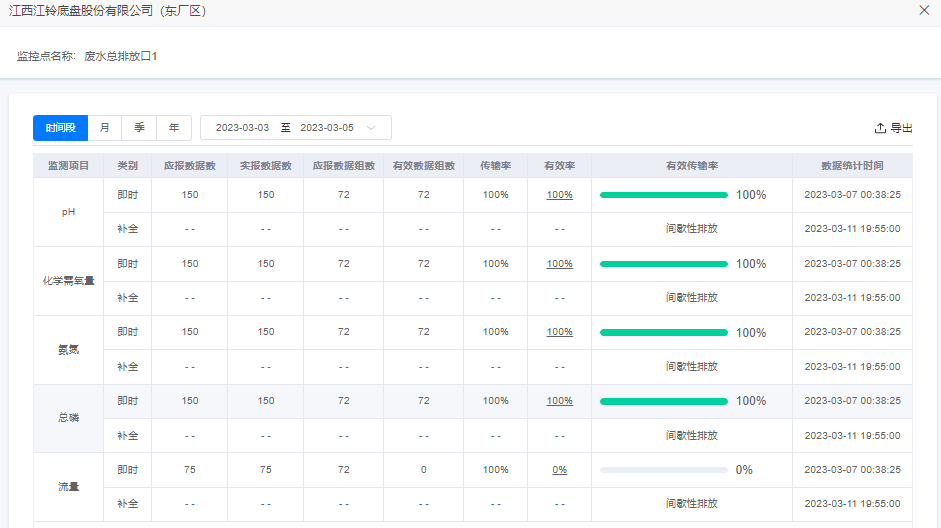 江西江铃底盘股份有限公司（东厂区）
监控点名称: 废水总排放口1
时间段 月 季 年 2023-03-03 至 2023-03-05 导出
监测项目 类别 应报数据数 实报数据数 应报数据组数 有效数据组数 传输率 有效率 有效传输率 数据统计时间
pH
即时 150 150 72 72 100% 100% 100% 2023-03-07 00:38:25
补全 -- -- -- -- -- -- 间歇性排放 2023-03-11 19:55:00
化学需氧量
即时 150 150 72 72 100% 100% 100% 2023-03-07 00:38:25
补全 -- -- -- -- -- -- 间歇性排放 2023-03-11 19:55:00
氨氮
即时 150 150 72 72 100% 100% 100% 2023-03-07 00:38:25
补全 -- -- -- -- -- -- 间歇性排放 2023-03-11 19:55:00
总磷
即时 150 150 72 72 100% 100% 100% 2023-03-07 00:38:25
补全 -- -- -- -- -- -- 间歇性排放 2023-03-11 19:55:00
流量
即时 75 75 72 0 100% 0% 0% 2023-03-07 00:38:25
补全 -- -- -- -- -- -- 间歇性排放 2023-03-11 19:55:00